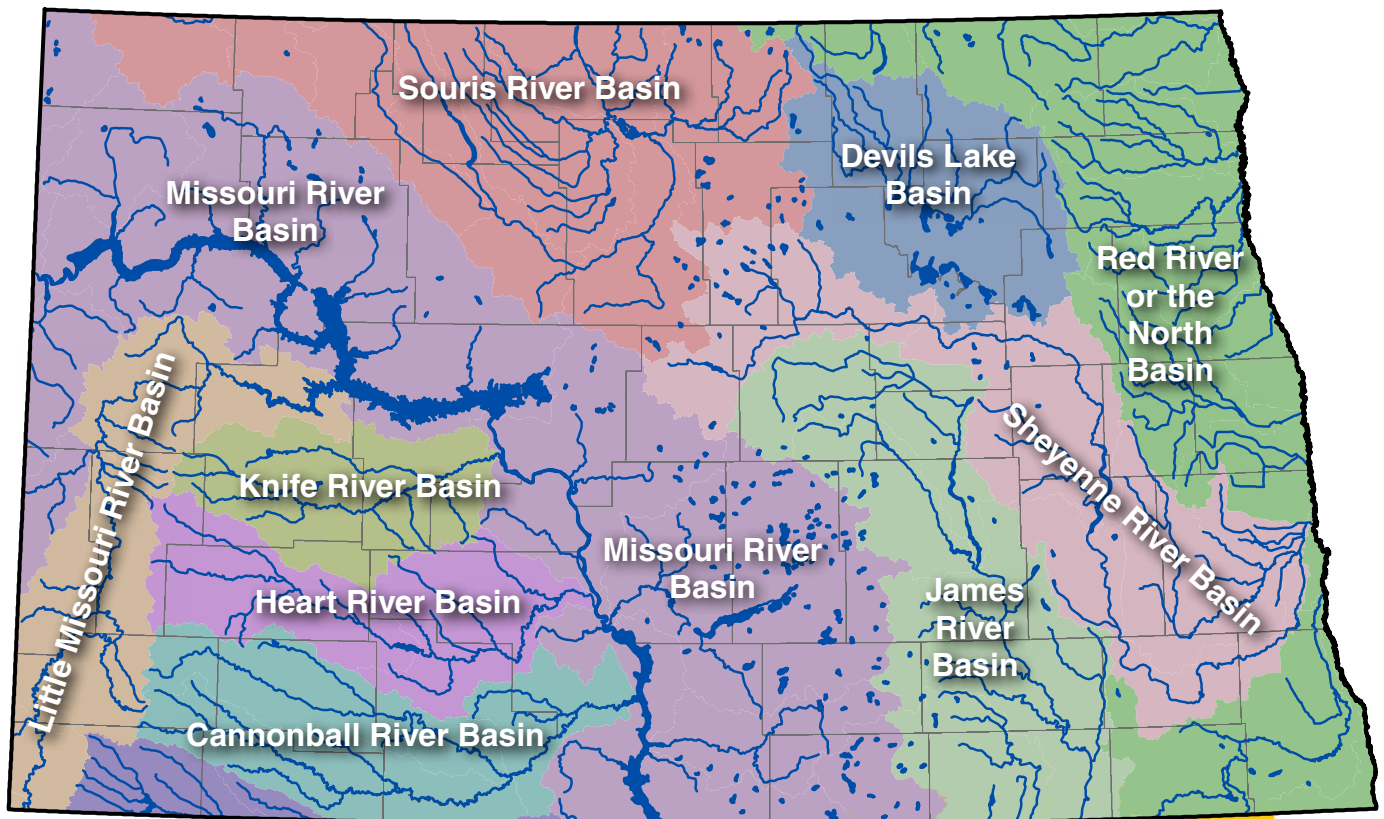 Souris River Basin
Devils Lake
Basin
Missouri River
Basin
Red River
or the
North
Basin
Little Missouri River Basin
Knife River Basin
Sheyenne River Basin
Missouri River
Basin
Heart River Basin
James
River
Basin
Cannonball River Basin